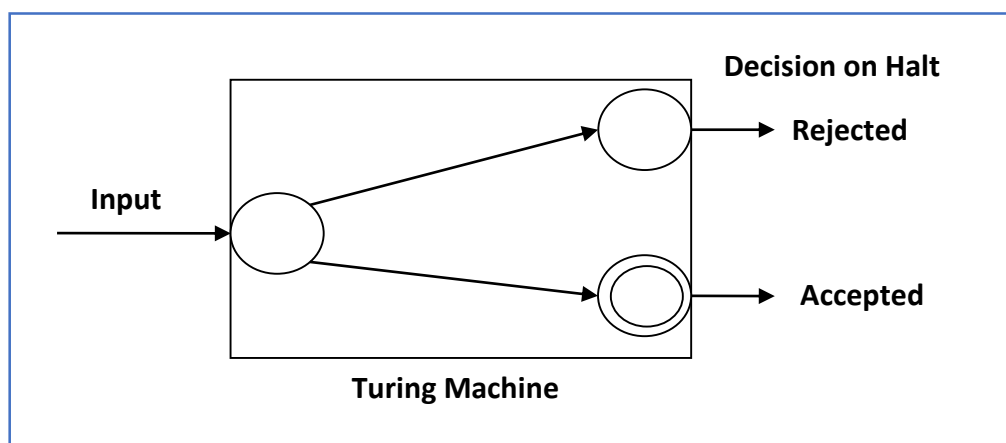 Decision on Halt
Rejected
Input
Accepted
Turing Machine